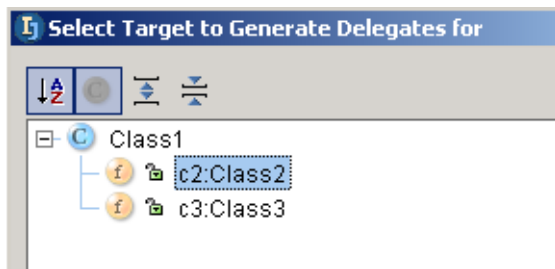 Select Target to Generate Delegates for
Class1
c2:Class2
c3:Class3